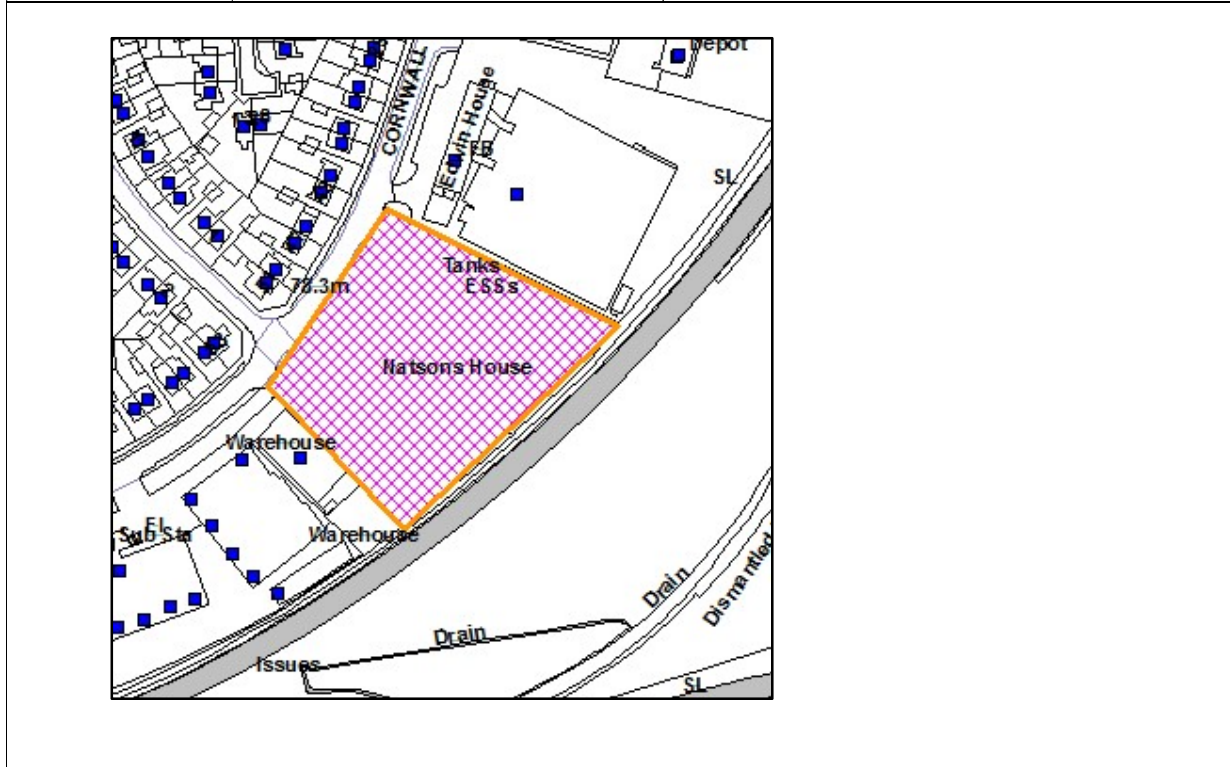 Depot
CORNWALL
Edwin House
SL
Tanks
ESSs
78.3m
Natsons House
Warehouse
El
Sub Sta
Warehouse
Drain
Dismantled
Drain
Issues
SL